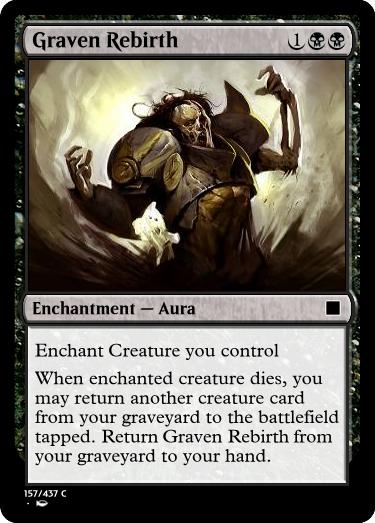 Graven Rebirth 1
Enchantment — Aura
Enchant Creature you control
When enchanted creature dies, you
may return another creature card
from your graveyard to the battlefield
tapped. Return Graven Rebirth from
your graveyard to your hand.
157/437 C